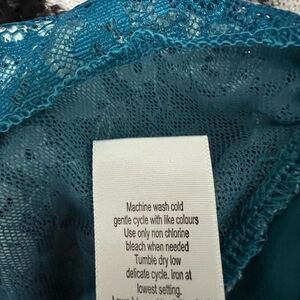 Machine wash cold
gentle cycle with like colours
Use only non chlorine
bleach when needed
Tumble dry low
delicate cycle. Iron at
lowest setting.